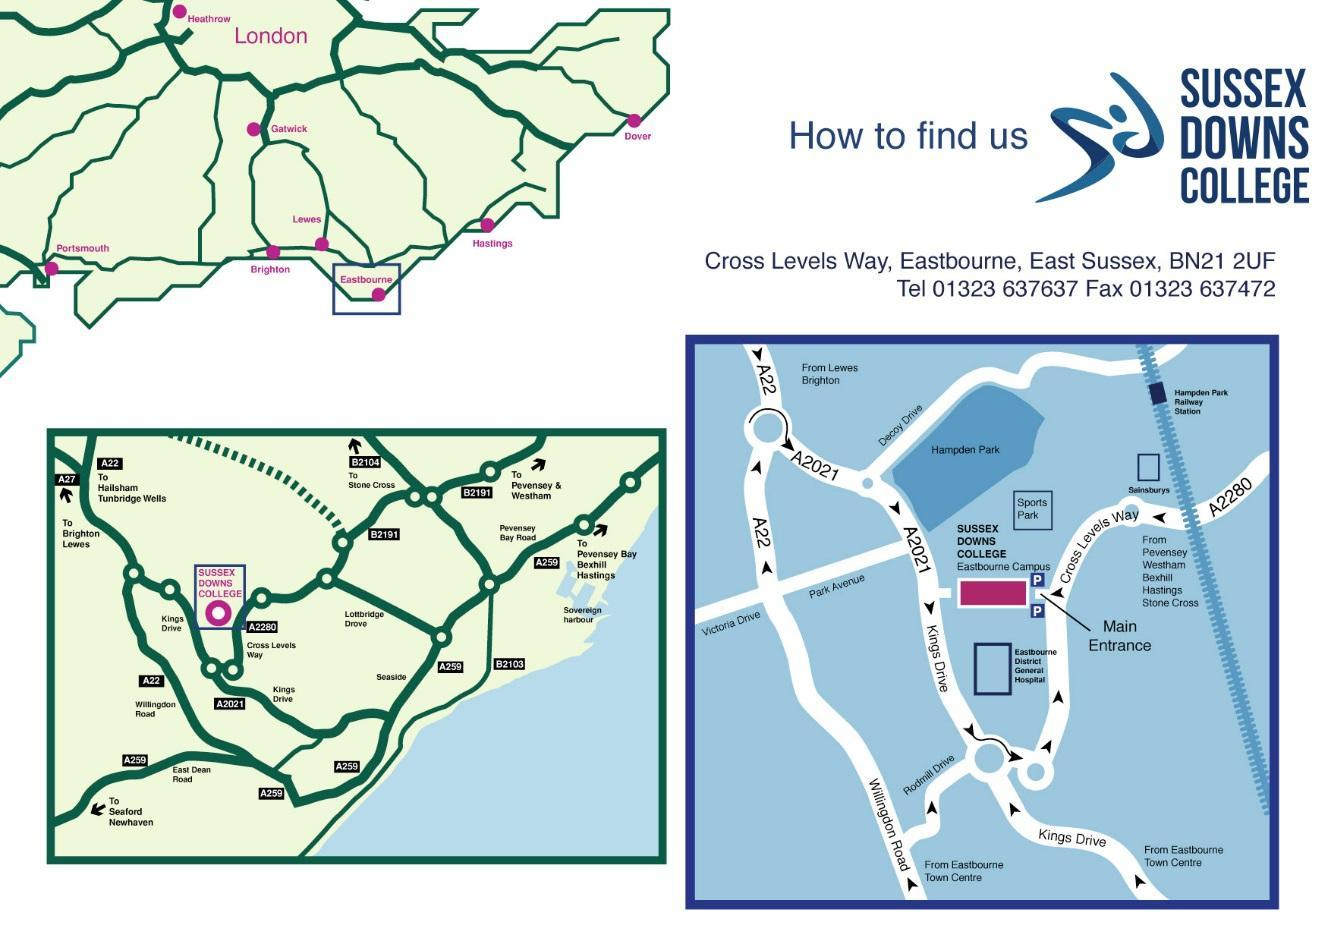 Heathrow
London
Gatwick
Dover
Lewes
Hastings
Portsmouth
Brighton
Eastbourne
How to find us
SUSSEX
DOWNS
COLLEGE
Cross Levels Way, Eastbourne, East Sussex, BN21 2UF
Tel 01323 637637 Fax 01323 637472
A22
A27
To
Hailsham
Tunbridge Wells
To
Brighton
Lewes
B2104
To
Stone Cross
B2191
To
Pevensey &
Westham
B2191
Pevensey
Bay Road
A259
To
Pevensey Bay
Bexhill
Hastings
Sovereign
harbour
SUSSEX
DOWNS
COLLEGE
Kings
Drive
A2280
Cross Levels
Way
Lottbridge
Drove
A22
Willingdon
Road
A2021
Kings
Drive
Seaside
A259
B2103
A259
East Dean
Road
A259
A259
To
Seaford
Newhaven
A22
From Lewes
Brighton
Decoy Drive
A2021
Hampden Park
Hampden Park
Railway
Station
Sainsburys
Sports
Park
A2280
Cross Levels Way
From
Pevensey
Westham
Bexhill
Hastings
Stone Cross
SUSSEX
DOWNS
COLLEGE
Eastbourne Campus
P
P
A22
A2021
Park Avenue
Victoria Drive
Main
Entrance
Kings Drive
Eastbourne
District
General
Hospital
Rodmill Drive
Willingdon Road
Kings Drive
From Eastbourne
Town Centre
From Eastbourne
Town Centre